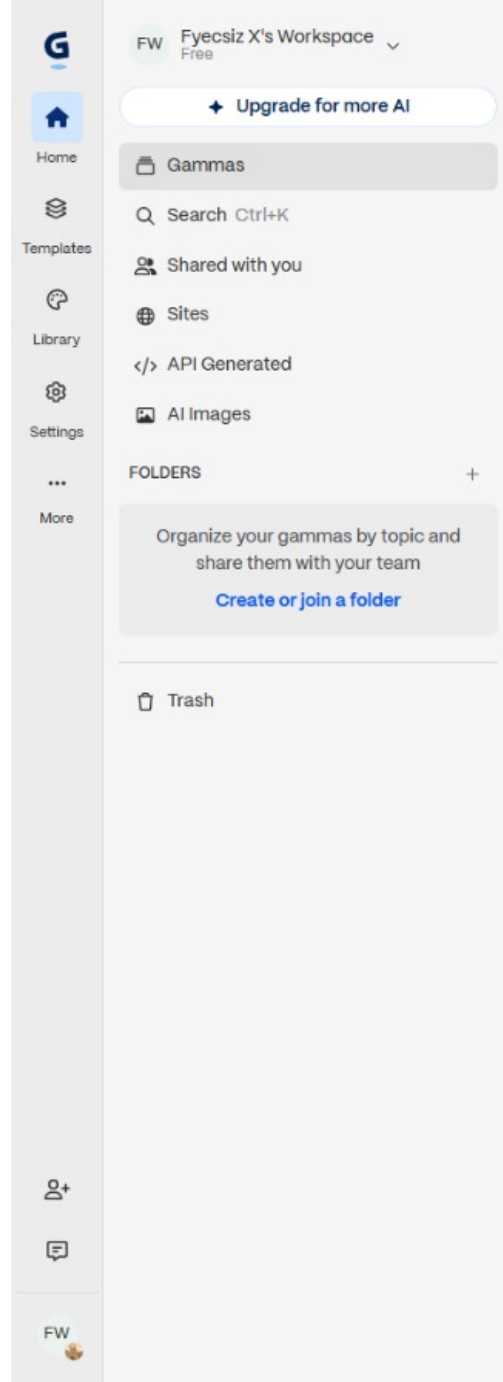 G
Home
Templates
Library
Settings
More
FW
FW
Fyecsiz X's Workspace
Free
Upgrade for more AI
Gammas
Search Ctrl+K
Shared with you
Sites
</> API Generated
AI Images
FOLDERS
Organize your gammas by topic and
share them with your team
Create or join a folder
Trash